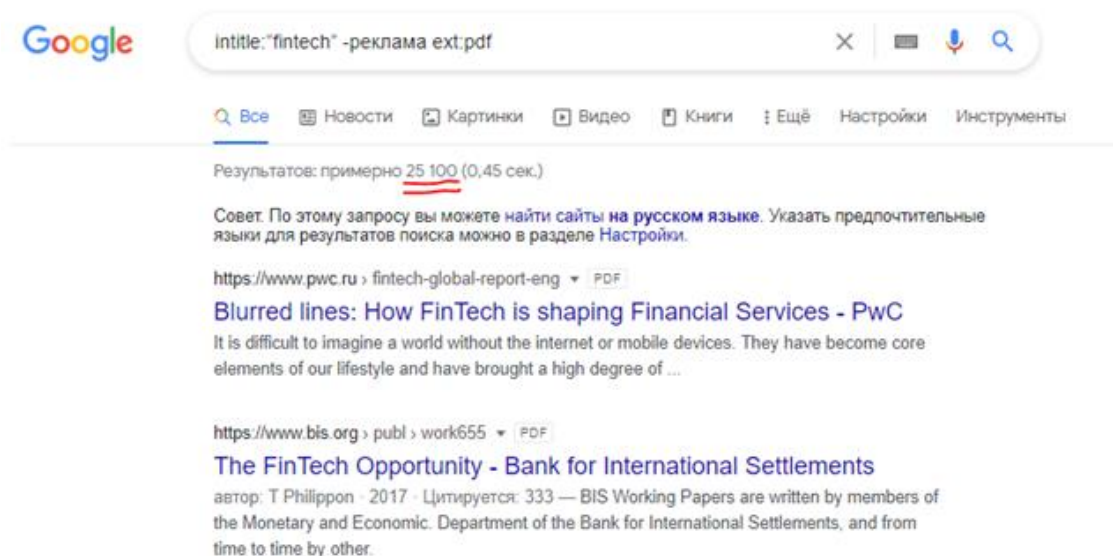 Google
intitle:"fintech" -реклама ext:pdf
Все Новости Картинки Видео Книги Ещё Настройки Инструменты
Результатов: примерно 25 100 (0,45 сек.)
Совет. По этому запросу вы можете найти сайты на русском языке. Указать предпочтительные
языки для результатов поиска можно в разделе Настройки.
https://www.pwc.ru › fintech-global-report-eng ▾ PDF
Blurred lines: How FinTech is shaping Financial Services - PwC
It is difficult to imagine a world without the internet or mobile devices. They have become core
elements of our lifestyle and have brought a high degree of ...
https://www.bis.org › publ › work655 ▾ PDF
The FinTech Opportunity - Bank for International Settlements
автор: T Philippon · 2017 · Цитируется: 333 — BIS Working Papers are written by members of
the Monetary and Economic. Department of the Bank for International Settlements, and from
time to time by other.